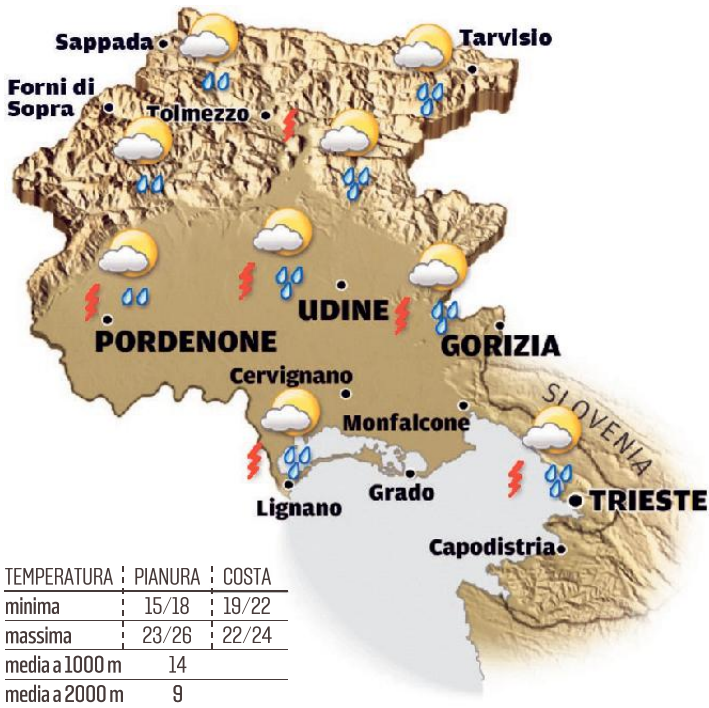 Sappada
Tarvisio
Forni di
Sopra
Tolmezzo
UDINE
PORDENONE
GORIZIA
Cervignano
SLOVENIA
Monfalcone
Grado
Lignano
TRIESTE
Capodistria
TEMPERATURA PIANURA COSTA
minima 15/18 19/22
massima 23/26 22/24
media a 1000 m 14
media a 2000 m 9